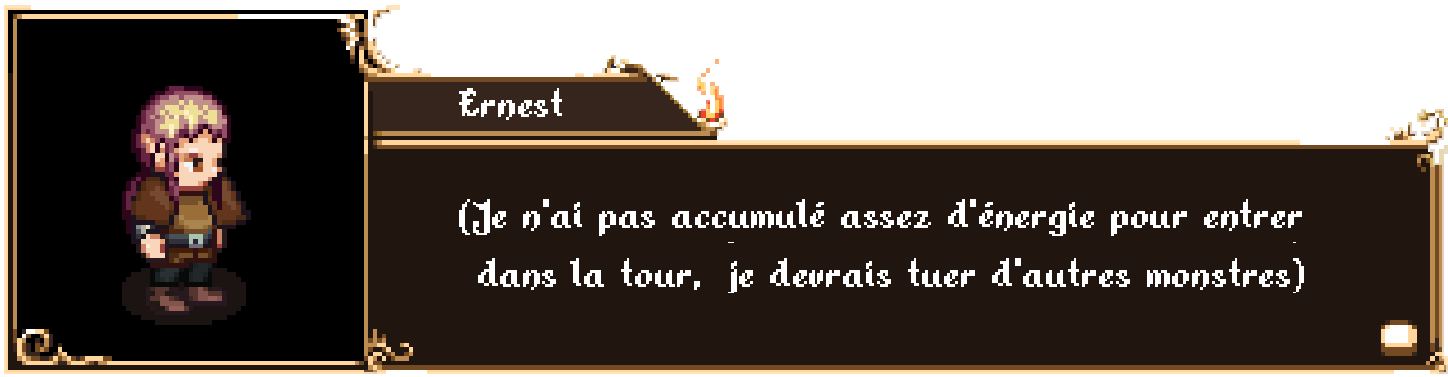 Ernest
(Je n'ai pas accumulé assez d'énergie pour entrer
dans la tour, je devrais tuer d'autres monstres)